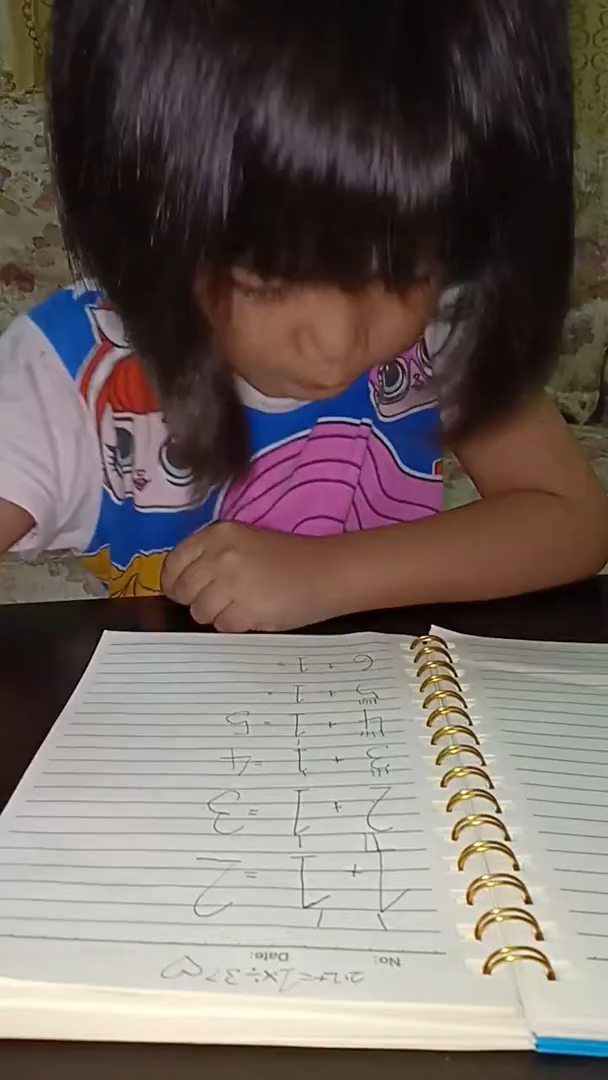 No:
Date:
1 + 1 = 2
2 + 1 = 3
3 + 1 = 4
4 + 1 = 5
5 + 1 =
6 + 1 =